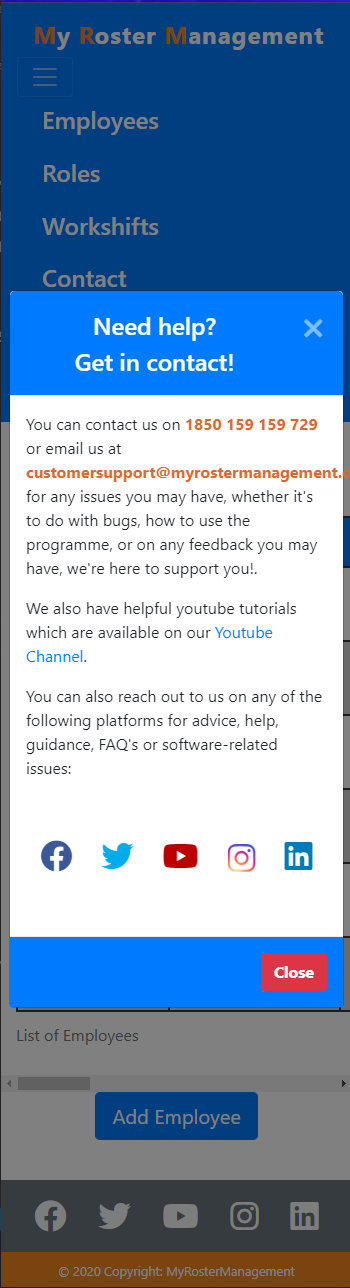 My Roster Management
Employees
Roles
Workshifts
Contact
Need help?
×
Get in contact!
You can contact us on 1850 159 159 729
or email us at
customersupport@myrostermanagement.c
for any issues you may have, whether it's
to do with bugs, how to use the
programme, or on any feedback you may
have, we're here to support you!.
We also have helpful youtube tutorials
which are available on our Youtube
Channel.
You can also reach out to us on any of the
following platforms for advice, help,
guidance, FAQ's or software-related
issues:
Close
List of Employees
Add Employee
© 2020 Copyright: MyRosterManagement